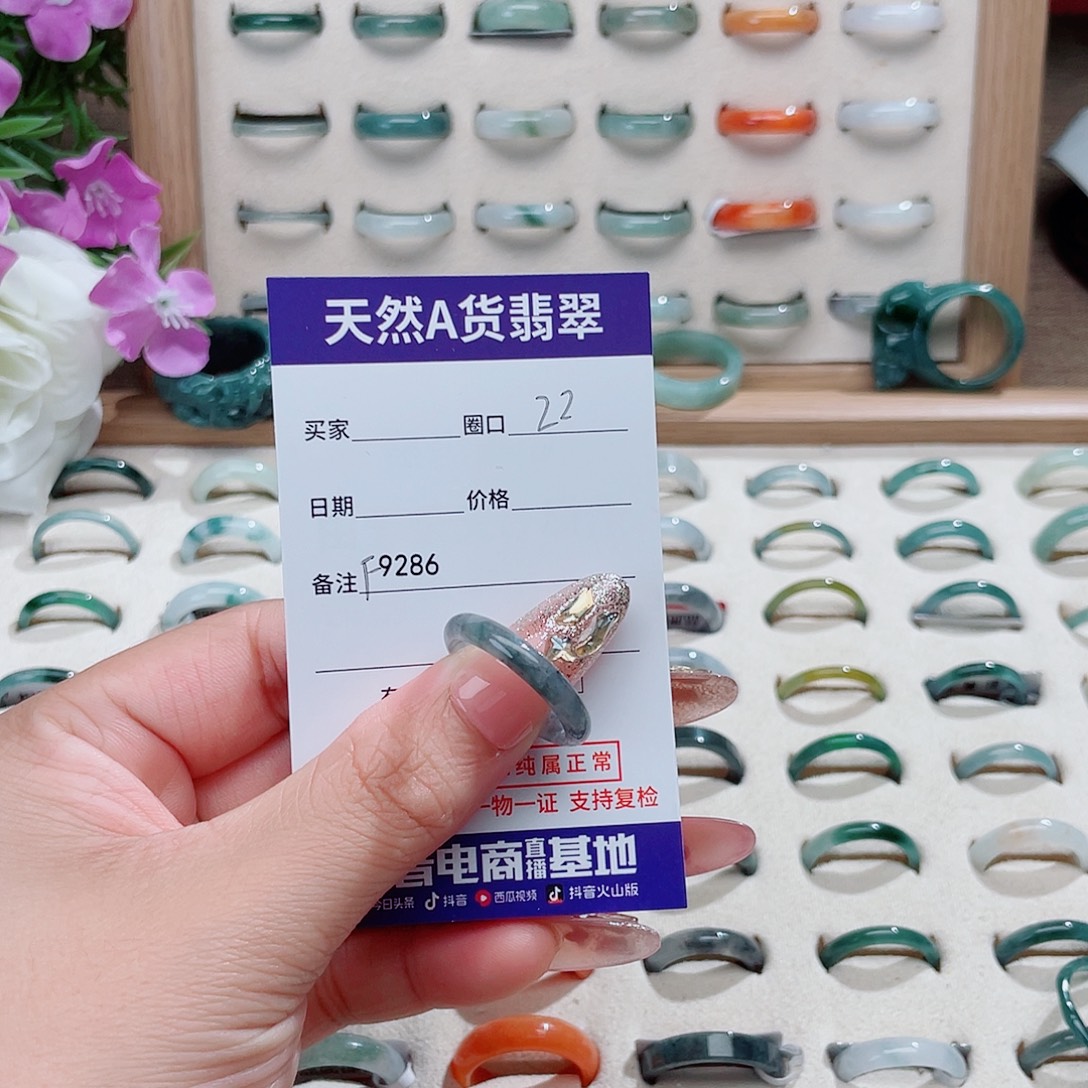 天然A货翡翠
买家 圈口 22
日期 价格
备注 F9286
纯属正常
一物一证 支持复检
音电商直播基地
今日头条 抖音 西瓜视频 抖音火山版